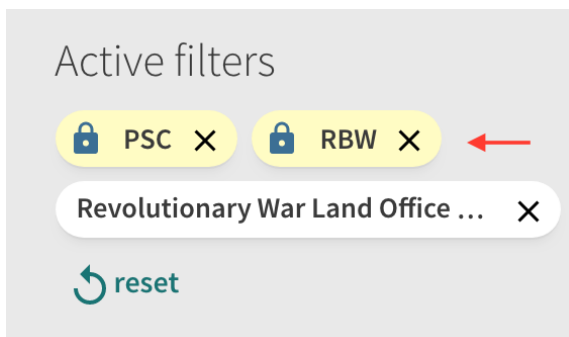 Active filters
PSC RBW
Revolutionary War Land Office ...
reset